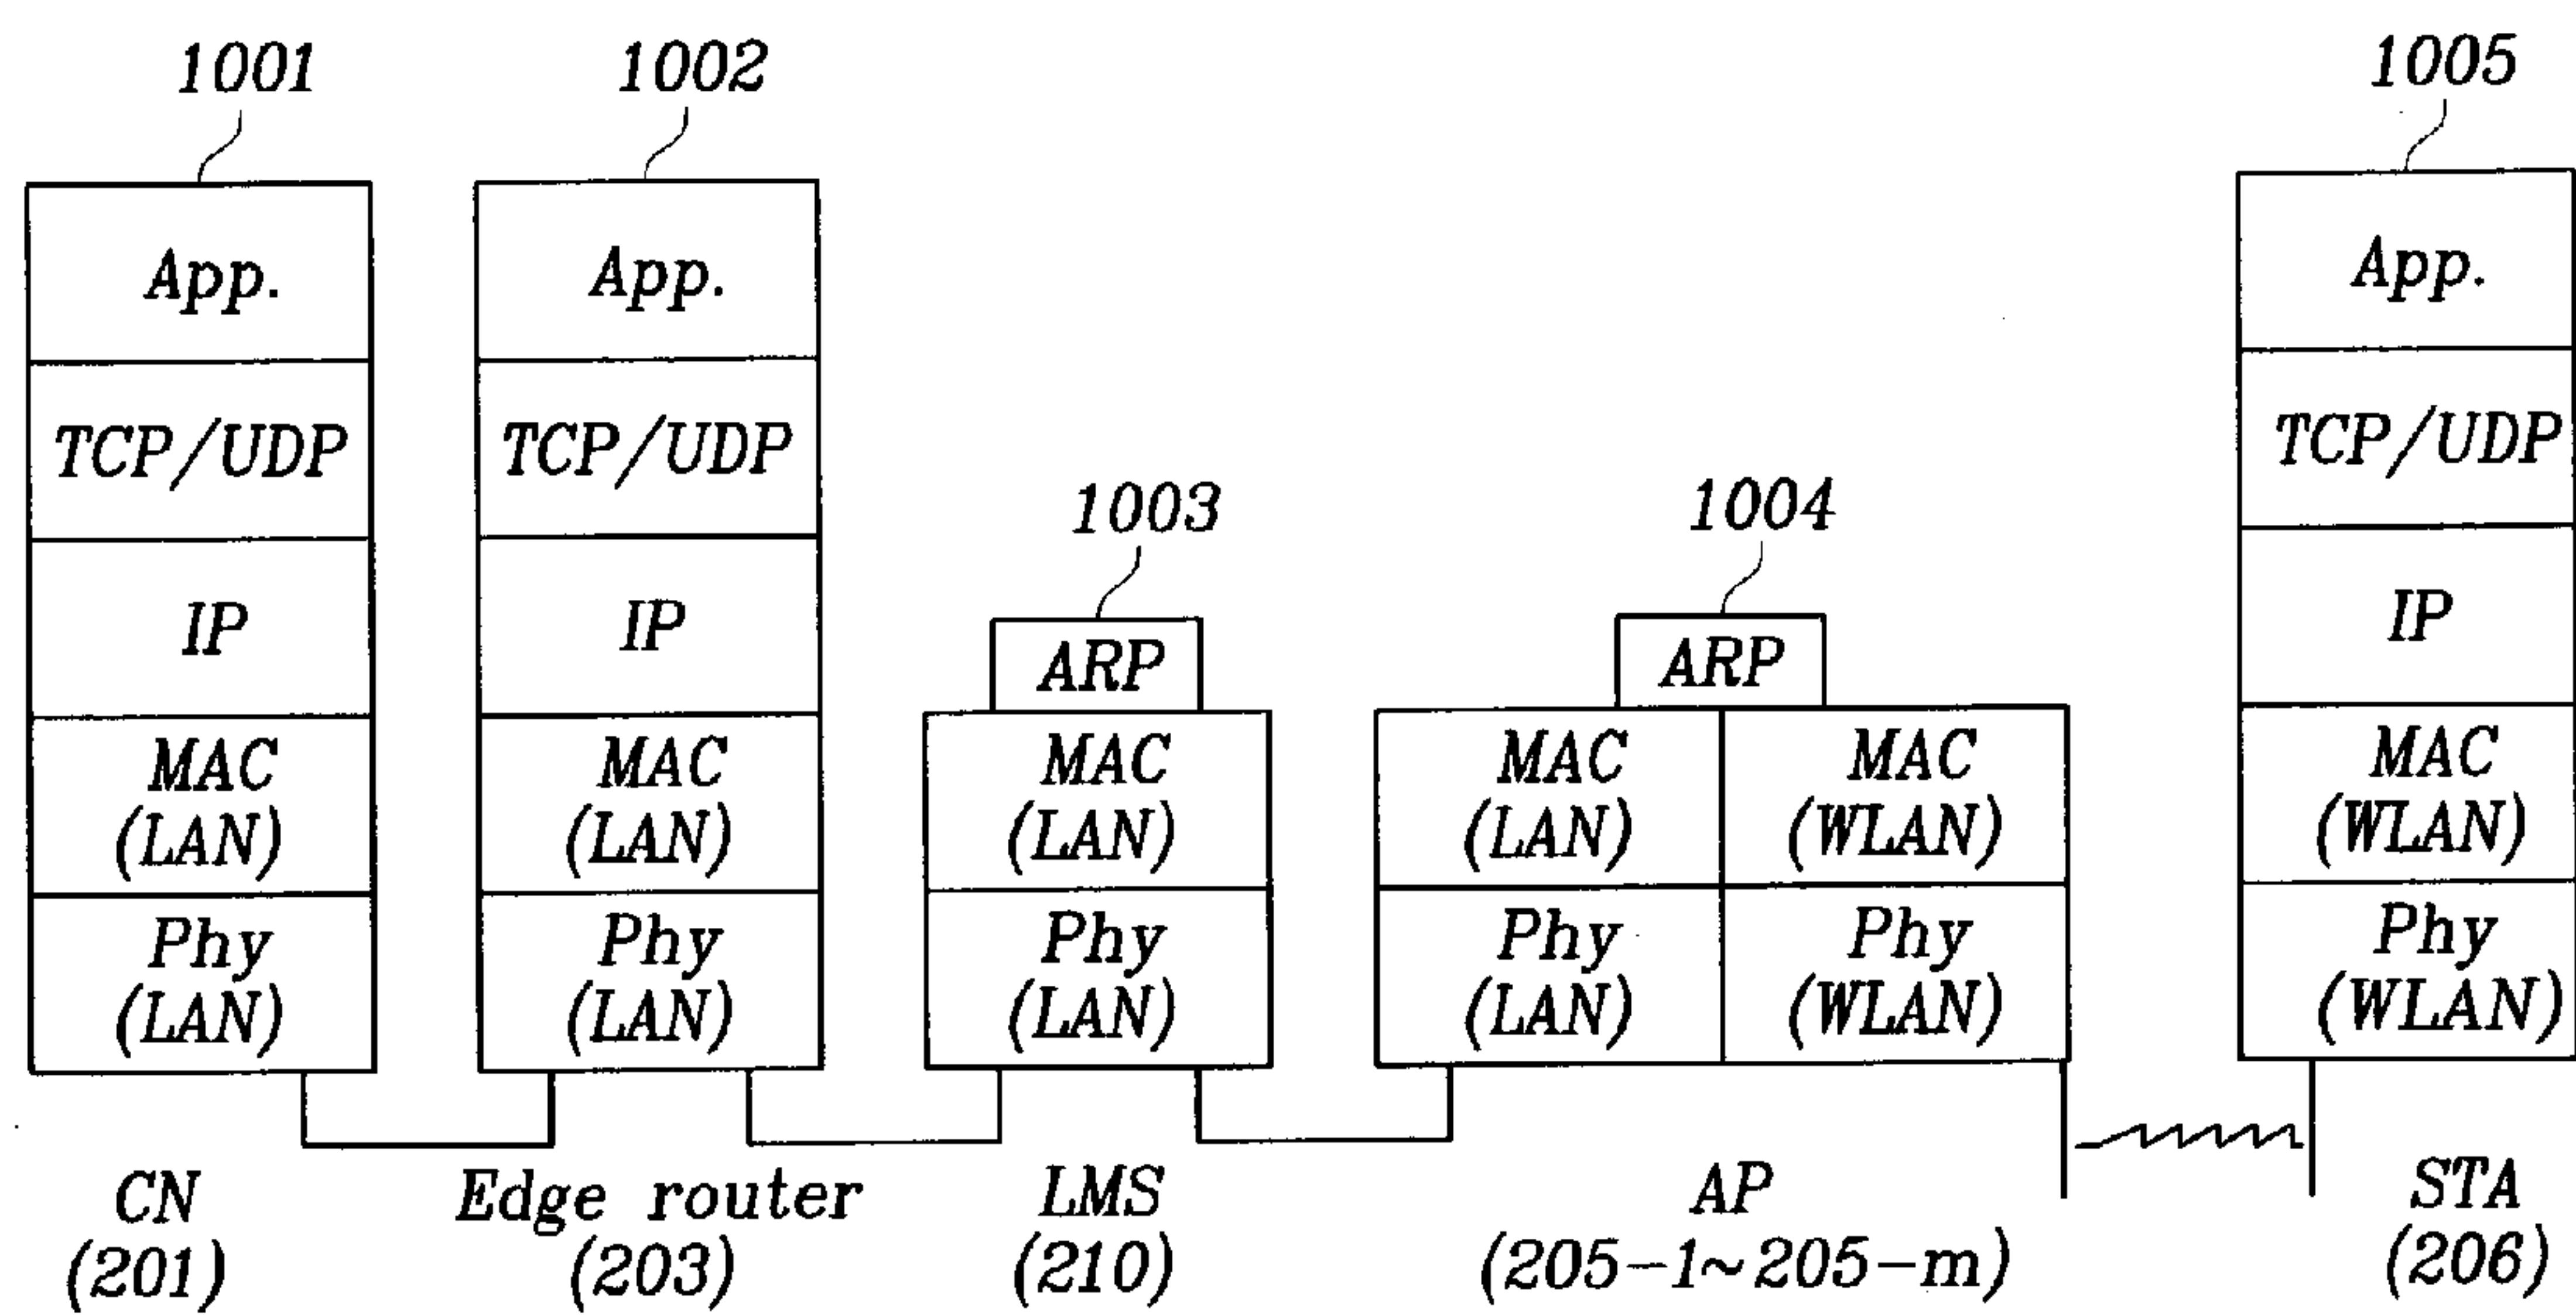 1001
1002
1005
App.
App.
App.
TCP/UDP
TCP/UDP
TCP/UDP
1003
1004
IP
IP
ARP
ARP
IP
MAC
(LAN)
MAC
(LAN)
MAC
(LAN)
MAC
(LAN)
MAC
(WLAN)
MAC
(WLAN)
Phy
(LAN)
Phy
(LAN)
Phy
(LAN)
Phy
(LAN)
Phy
(WLAN)
Phy
(WLAN)
CN
(201)
Edge router
(203)
LMS
(210)
AP
(205-1~205-m)
STA
(206)